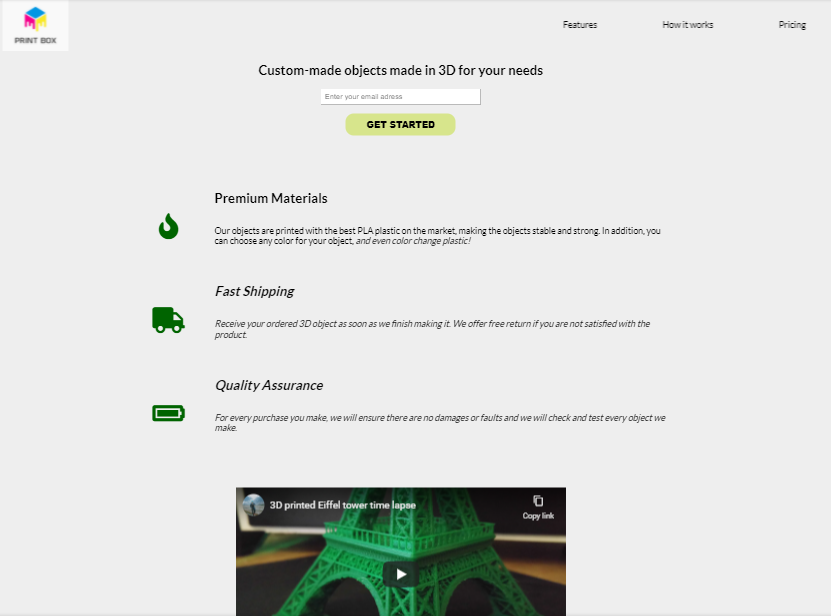 PRINT BOX
Features
How it works
Pricing
Custom-made objects made in 3D for your needs
Enter your email adress
GET STARTED
Premium Materials
Our objects are printed with the best PLA plastic on the market, making the objects stable and strong. In addition, you
can choose any color for your object, and even color change plastic!
Fast Shipping
Receive your ordered 3D object as soon as we finish making it. We offer free return if you are not satisfied with the
product.
Quality Assurance
For every purchase you make, we will ensure there are no damages or faults and we will check and test every object we
make.
3D printed Eiffel tower time lapse
Copy link